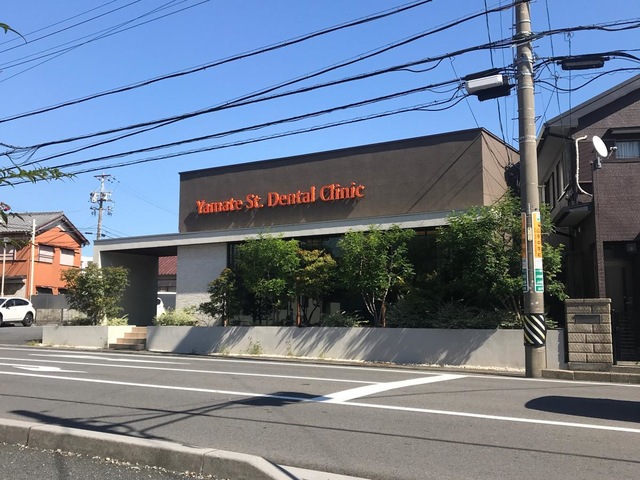 Yamate St. Dental Clinic